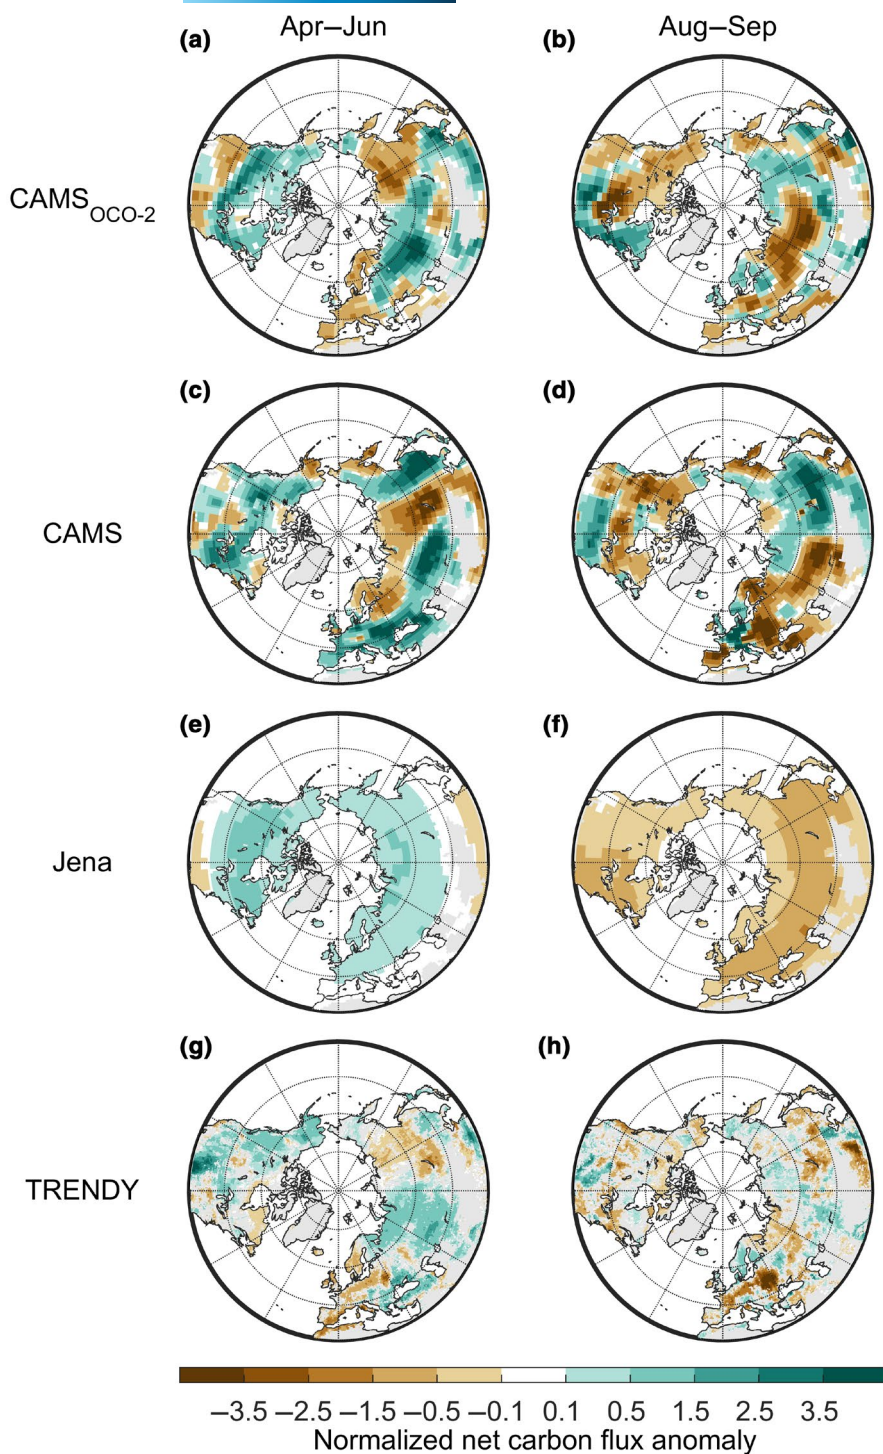 Apr–Jun
Aug–Sep
(a)
(b)
CAMS_OCO-2
(c)
(d)
CAMS
(e)
(f)
Jena
(g)
(h)
TRENDY
–3.5 –2.5 –1.5 –0.5 –0.1 0.1 0.5 1.5 2.5 3.5
Normalized net carbon flux anomaly